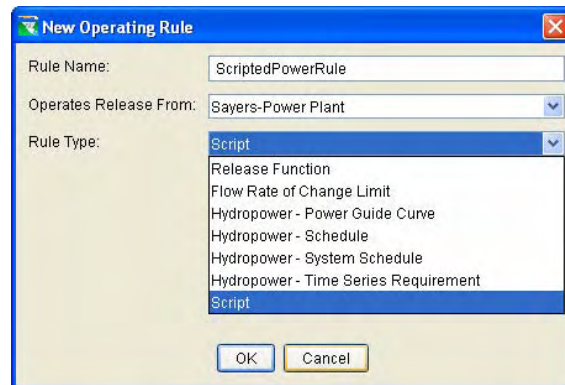 New Operating Rule
Rule Name: ScriptedPowerRule
Operates Release From: Sayers-Power Plant
Rule Type: Script
Release Function
Flow Rate of Change Limit
Hydropower - Power Guide Curve
Hydropower - Schedule
Hydropower - System Schedule
Hydropower - Time Series Requirement
Script
OK Cancel